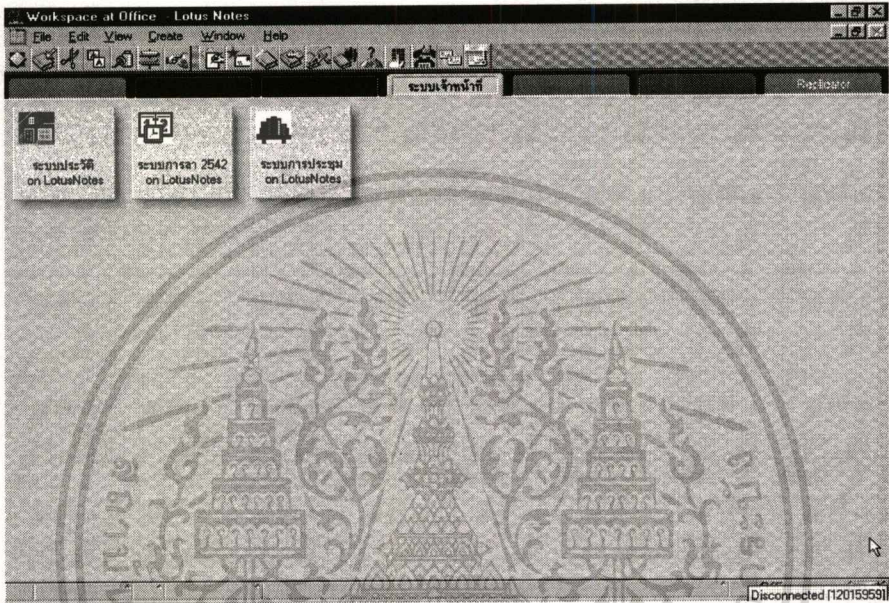 Workspace at Office - Lotus Notes
File Edit View Create Window Help
ระบบเจ้าหน้าที่ Replicator
ระบบประวัติ
on LotusNotes
ระบบการลา 2542
on LotusNotes
ระบบการประชุม
on LotusNotes
Disconnected [12015959]